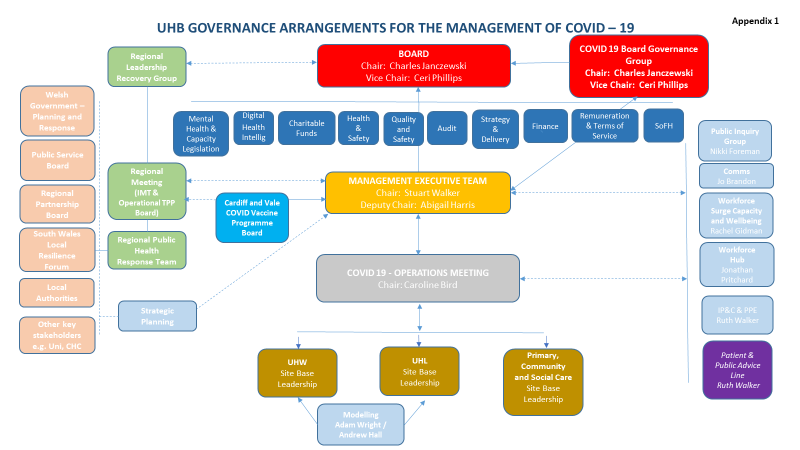 Appendix 1
UHB GOVERNANCE ARRANGEMENTS FOR THE MANAGEMENT OF COVID – 19
Regional
Leadership
Recovery Group
BOARD
Chair: Charles Janczewski
Vice Chair: Ceri Phillips
COVID 19 Board Governance
Group
Chair: Charles Janczewski
Vice Chair: Ceri Phillips
Welsh
Government –
Planning and
Response
Public Service
Board
Regional
Partnership
Board
South Wales
Local
Resilience
Forum
Local
Authorities
Other key
stakeholders
e.g. Uni, CHC
Mental
Health &
Capacity
Legislation
Digital
Health
Intellig
Charitable
Funds
Health
&
Safety
Quality
and
Safety
Audit
Strategy
&
Delivery
Finance
Remuneration
& Terms of
Service
SoFH
Regional
Meeting
(IMT &
Operational TPP
Board)
Regional Public
Health
Response Team
Cardiff and Vale
COVID Vaccine
Programme
Board
MANAGEMENT EXECUTIVE TEAM
Chair: Stuart Walker
Deputy Chair: Abigail Harris
Strategic
Planning
COVID 19 - OPERATIONS MEETING
Chair: Caroline Bird
UHW
Site Base
Leadership
UHL
Site Base
Leadership
Primary,
Community
and Social Care
Site Base
Leadership
Modelling
Adam Wright /
Andrew Hall
Public Inquiry
Group
Nikki Foreman
Comms
Jo Brandon
Workforce
Surge Capacity
and Wellbeing
Rachel Gidman
Workforce
Hub
Jonathan
Pritchard
IP&C & PPE
Ruth Walker
Patient &
Public Advice
Line
Ruth Walker